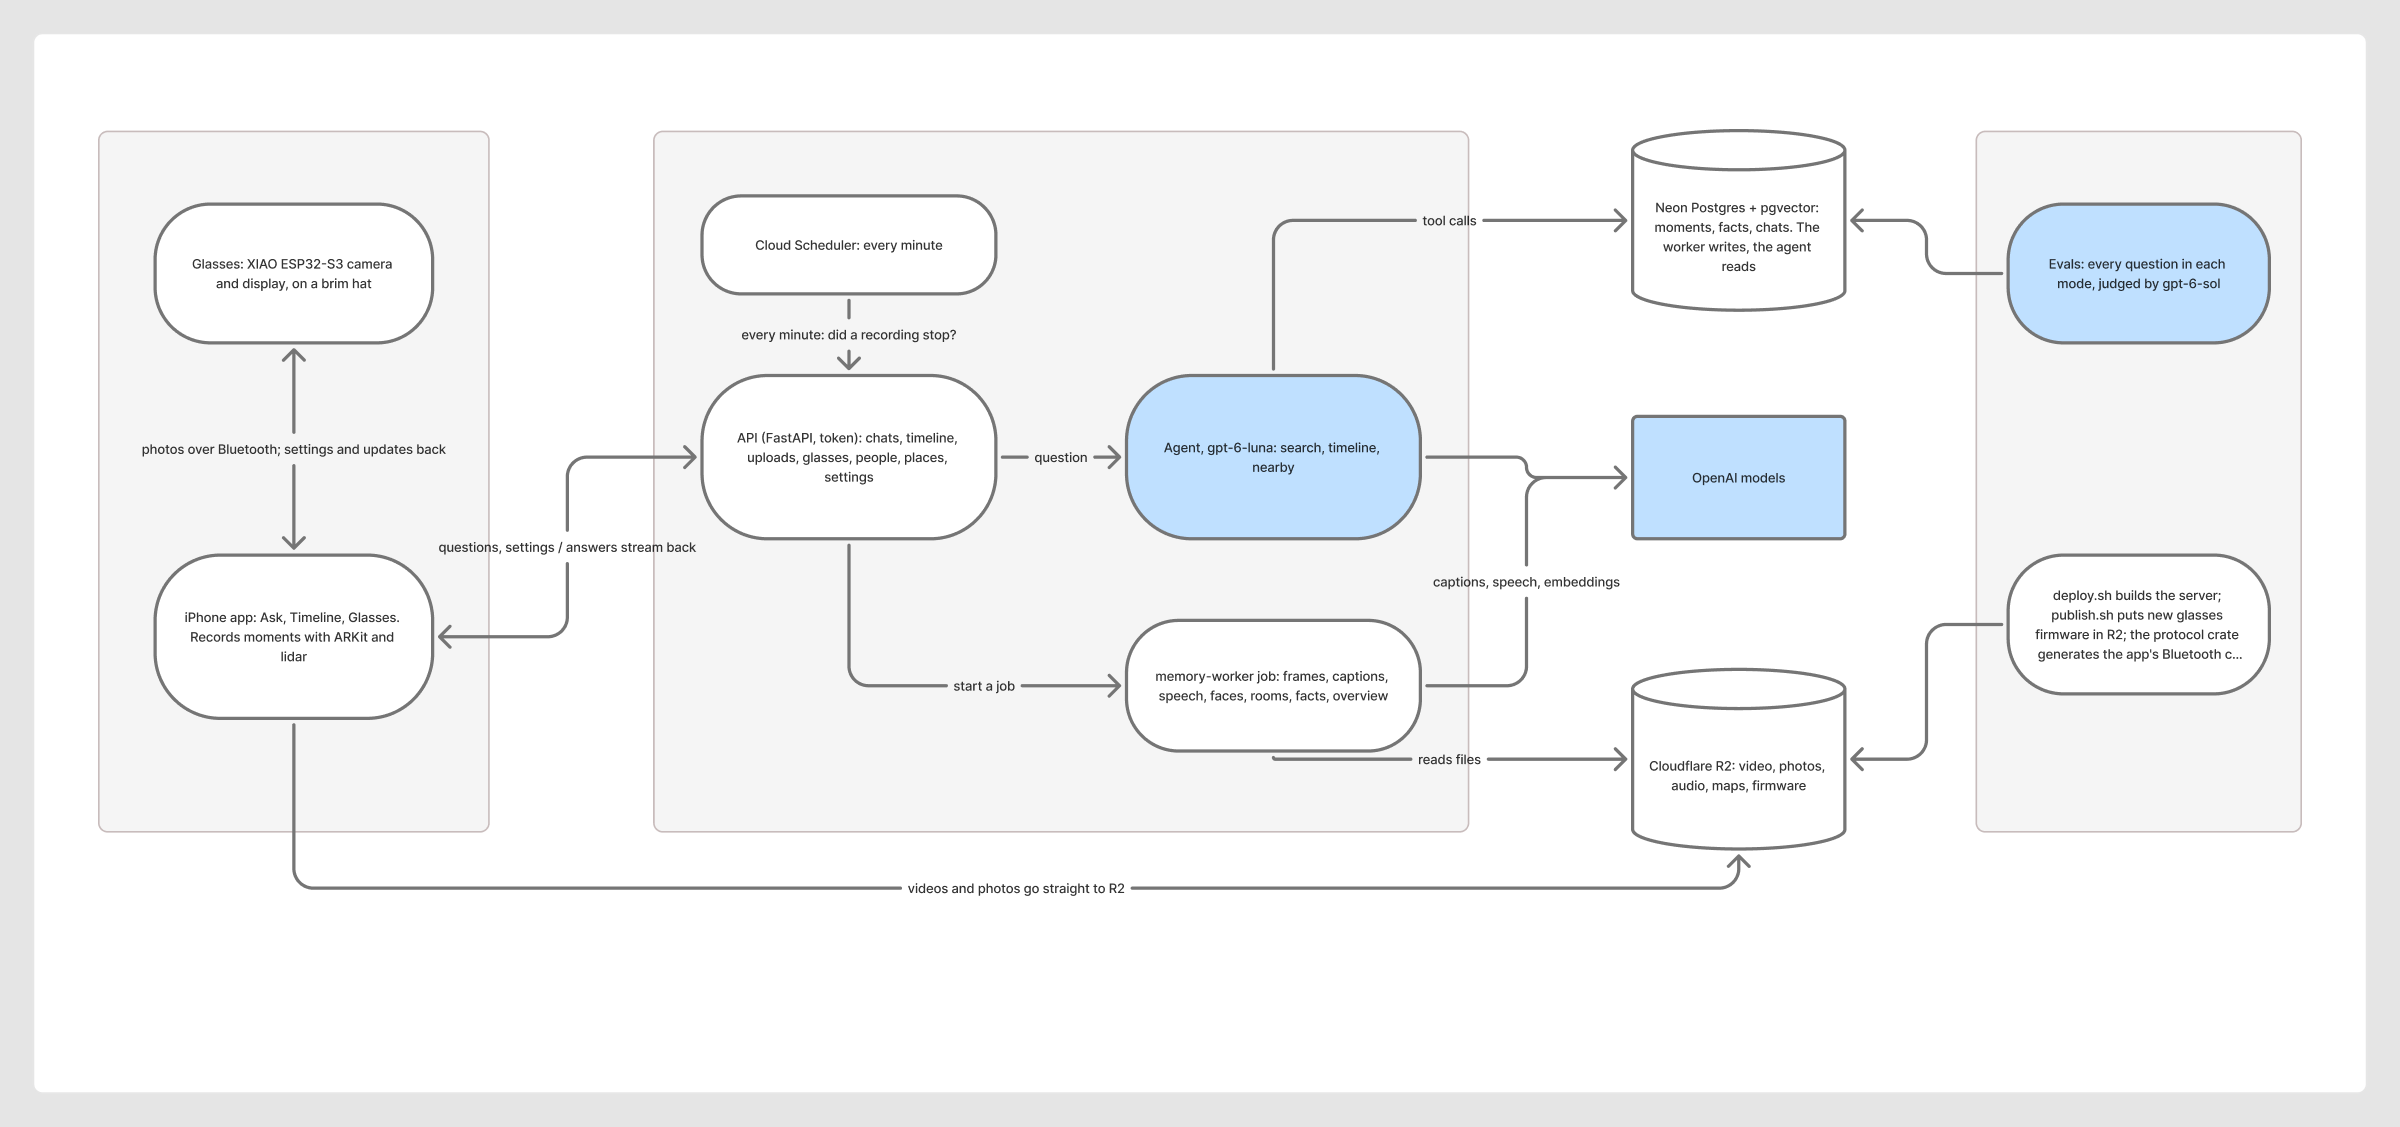 Glasses: XIAO ESP32-S3 camera
and display, on a brim hat
photos over Bluetooth; settings and updates back
iPhone app: Ask, Timeline, Glasses.
Records moments with ARKit and
lidar
questions, settings / answers stream back
Cloud Scheduler: every minute
every minute: did a recording stop?
API (FastAPI, token): chats, timeline,
uploads, glasses, people, places,
settings
question
Agent, gpt-6-luna: search, timeline,
nearby
start a job
memory-worker job: frames, captions,
speech, faces, rooms, facts, overview
tool calls
captions, speech, embeddings
reads files
Neon Postgres + pgvector:
moments, facts, chats. The
worker writes, the agent
reads
OpenAI models
Cloudflare R2: video, photos,
audio, maps, firmware
Evals: every question in each
mode, judged by gpt-6-sol
deploy.sh builds the server;
publish.sh puts new glasses
firmware in R2; the protocol crate
generates the app's Bluetooth c...
videos and photos go straight to R2